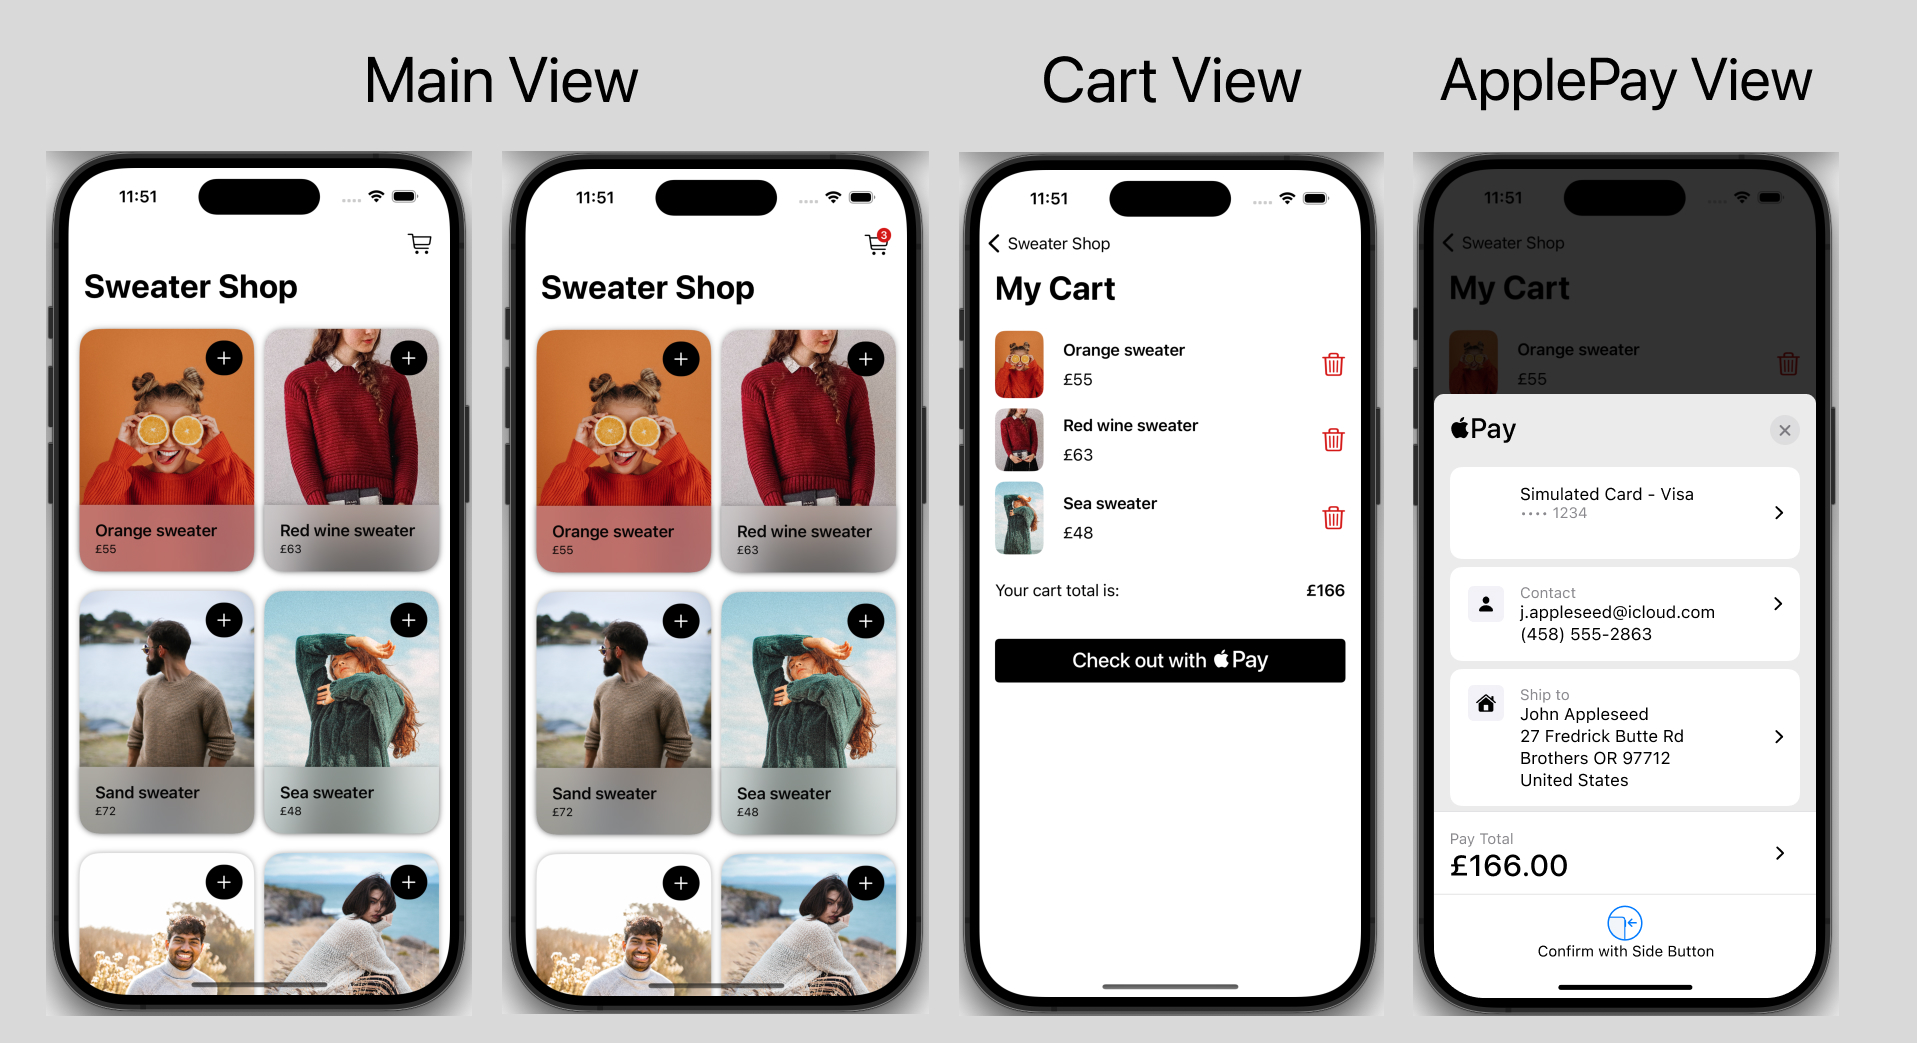 Main View
Cart View
ApplePay View
11:51
Sweater Shop
Orange sweater
£55
Red wine sweater
£63
Sand sweater
£72
Sea sweater
£48
11:51
3
Sweater Shop
Orange sweater
£55
Red wine sweater
£63
Sand sweater
£72
Sea sweater
£48
11:51
Sweater Shop
My Cart
Orange sweater
£55
Red wine sweater
£63
Sea sweater
£48
Your cart total is: £166
Check out with Pay
11:51
Sweater Shop
My Cart
Orange sweater
£55
Pay
Simulated Card - Visa
•••• 1234
Contact
j.appleseed@icloud.com
(458) 555-2863
Ship to
John Appleseed
27 Fredrick Butte Rd
Brothers OR 97712
United States
Pay Total
£166.00
Confirm with Side Button